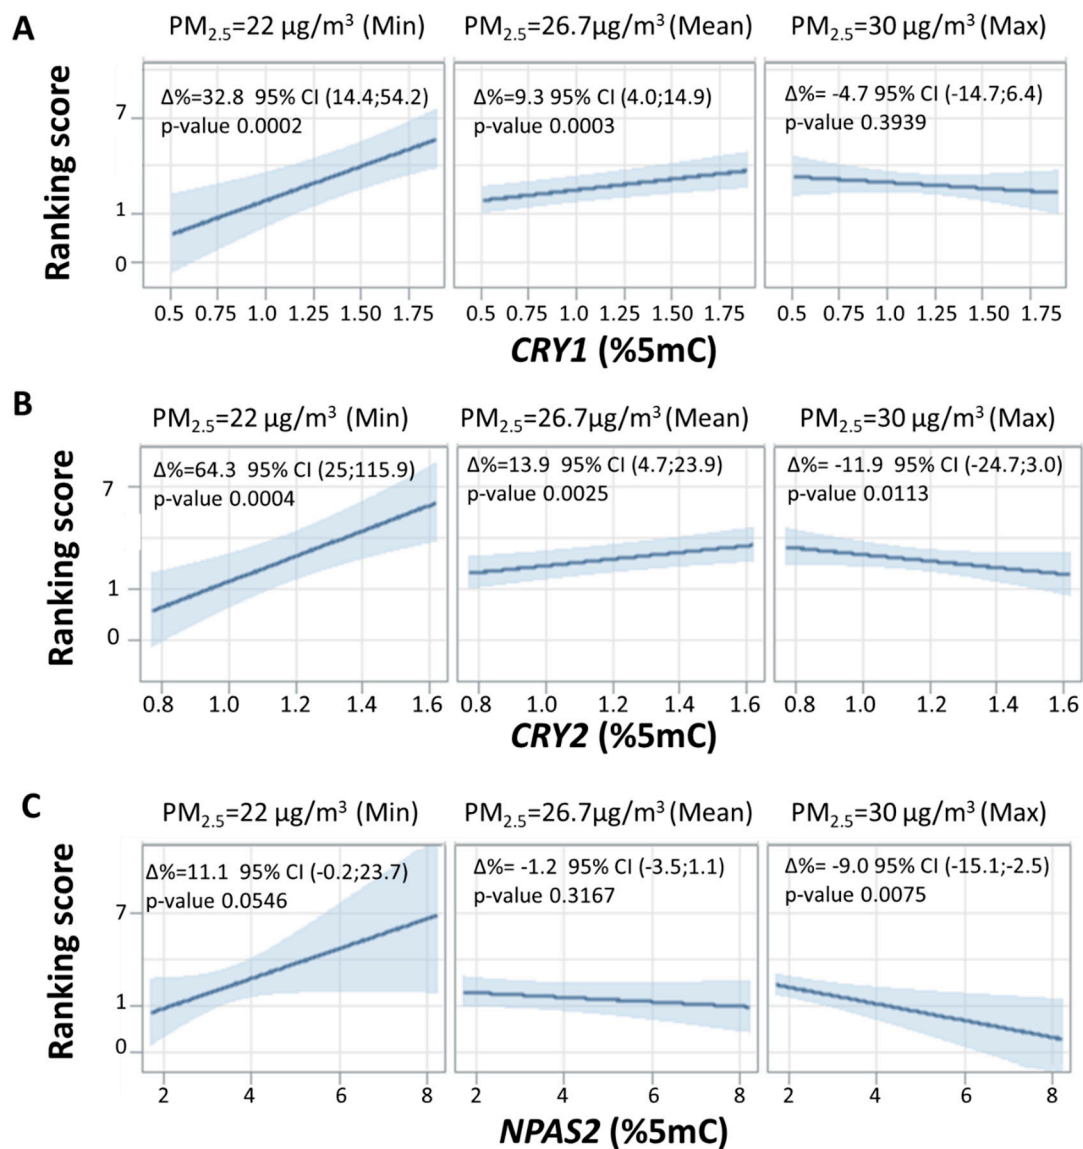 A
PM2.5=22 µg/m³ (Min)
PM2.5=26.7µg/m³ (Mean)
PM2.5=30 µg/m³ (Max)
Ranking score
7
1
0
Δ%=32.8 95% CI (14.4;54.2)
p-value 0.0002
Δ%=9.3 95% CI (4.0;14.9)
p-value 0.0003
Δ%= -4.7 95% CI (-14.7;6.4)
p-value 0.3939
0.5 0.75 1.0 1.25 1.50 1.75
0.5 0.75 1.0 1.25 1.50 1.75
0.5 0.75 1.0 1.25 1.50 1.75
CRY1 (%5mC)
B
PM2.5=22 µg/m³ (Min)
PM2.5=26.7µg/m³ (Mean)
PM2.5=30 µg/m³ (Max)
Ranking score
7
1
0
Δ%=64.3 95% CI (25;115.9)
p-value 0.0004
Δ%=13.9 95% CI (4.7;23.9)
p-value 0.0025
Δ%= -11.9 95% CI (-24.7;3.0)
p-value 0.0113
0.8 1.0 1.2 1.4 1.6
0.8 1.0 1.2 1.4 1.6
0.8 1.0 1.2 1.4 1.6
CRY2 (%5mC)
C
PM2.5=22 µg/m³ (Min)
PM2.5=26.7µg/m³ (Mean)
PM2.5=30 µg/m³ (Max)
Ranking score
7
1
0
Δ%=11.1 95% CI (-0.2;23.7)
p-value 0.0546
Δ%= -1.2 95% CI (-3.5;1.1)
p-value 0.3167
Δ%= -9.0 95% CI (-15.1;-2.5)
p-value 0.0075
2 4 6 8
2 4 6 8
2 4 6 8
NPAS2 (%5mC)